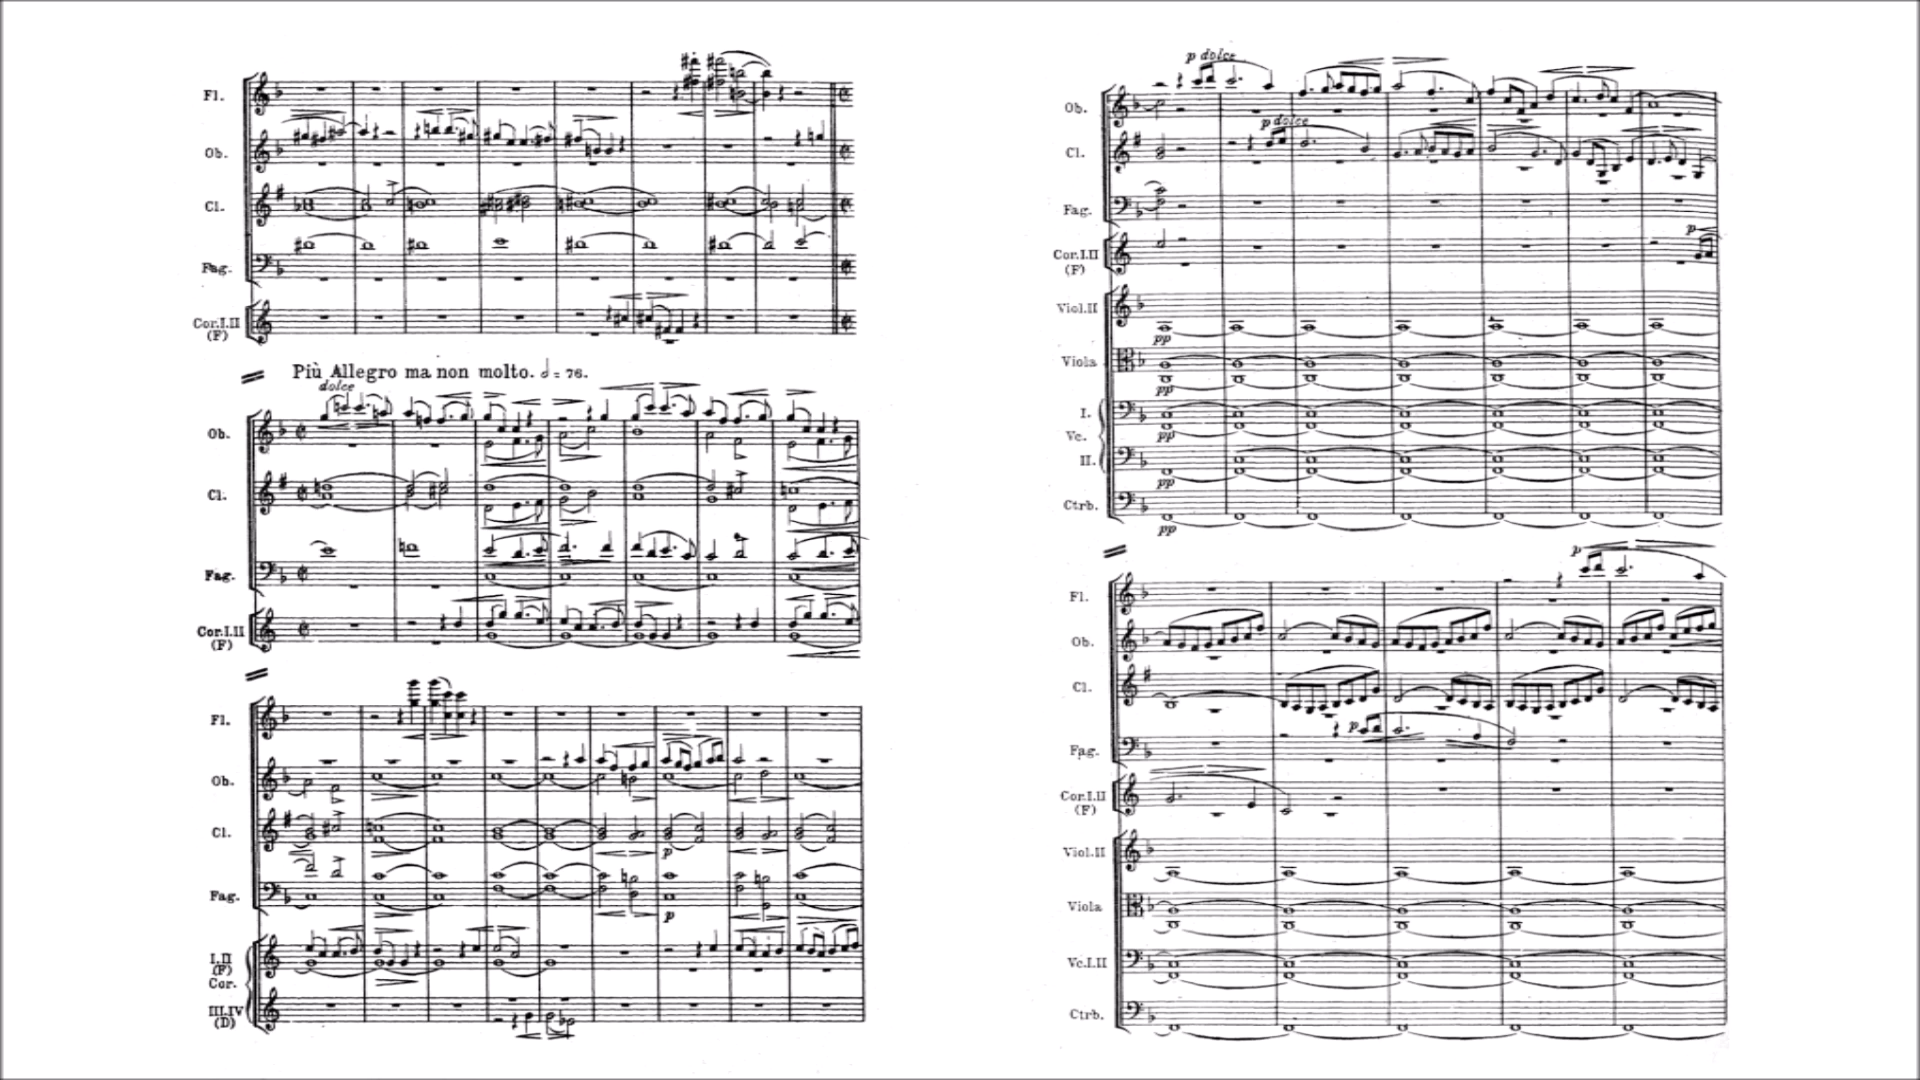 Fl.
Ob.
Cl.
Fag.
Cor.I.II
(F)
Più Allegro ma non molto. 𝅗𝅥 = 76.
dolce
Ob.
Cl.
Fag.
Cor.I.II
(F)
Fl.
Ob.
Cl.
p
Fag.
p
I.II
(F)
Cor.
III.IV
(D)
p dolce
Ob.
p dolce
Cl.
Fag.
p
Cor.I.II
(F)
Viol.II
pp
Viola
pp
I.
Vc.
pp
II.
pp
Ctrb.
pp
p
Fl.
Ob.
Cl.
p
Fag.
Cor.I.II
(F)
Viol.II
Viola
Vc.I.II
Ctrb.